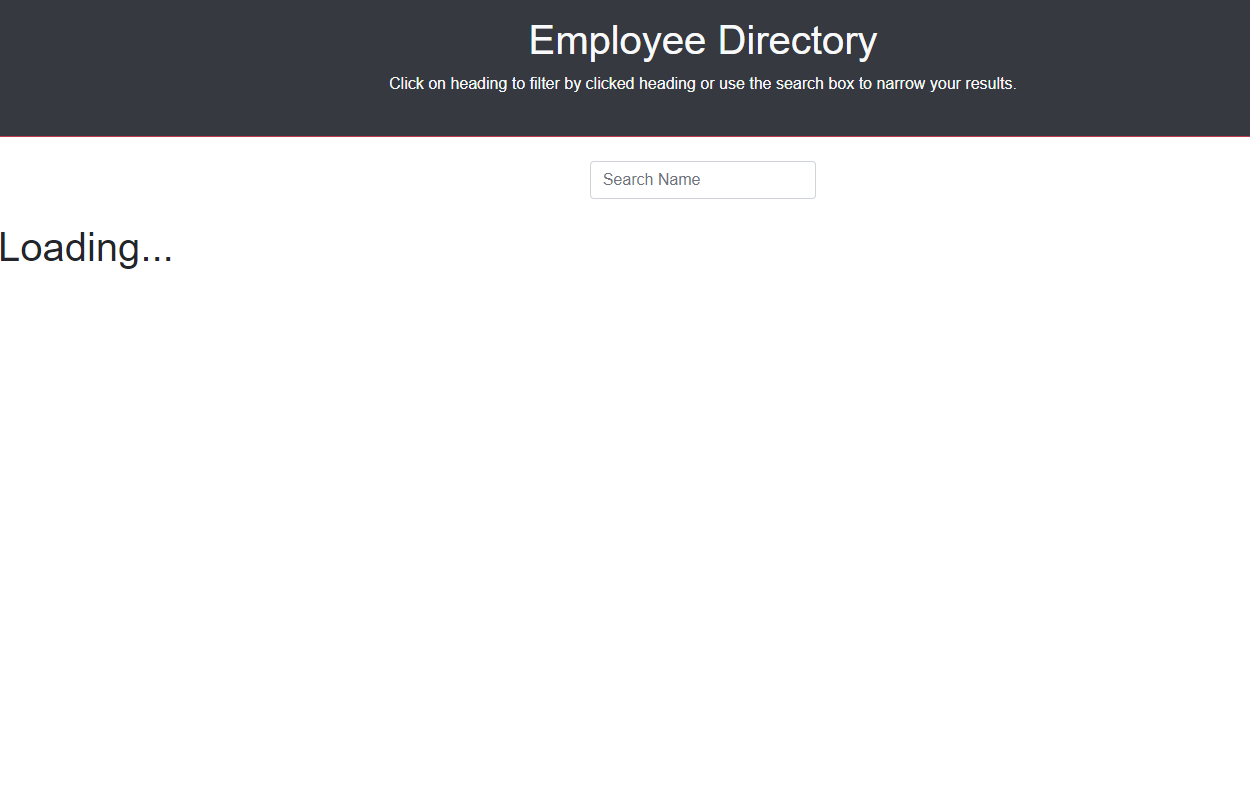 Employee Directory
Click on heading to filter by clicked heading or use the search box to narrow your results.
Search Name
Loading...